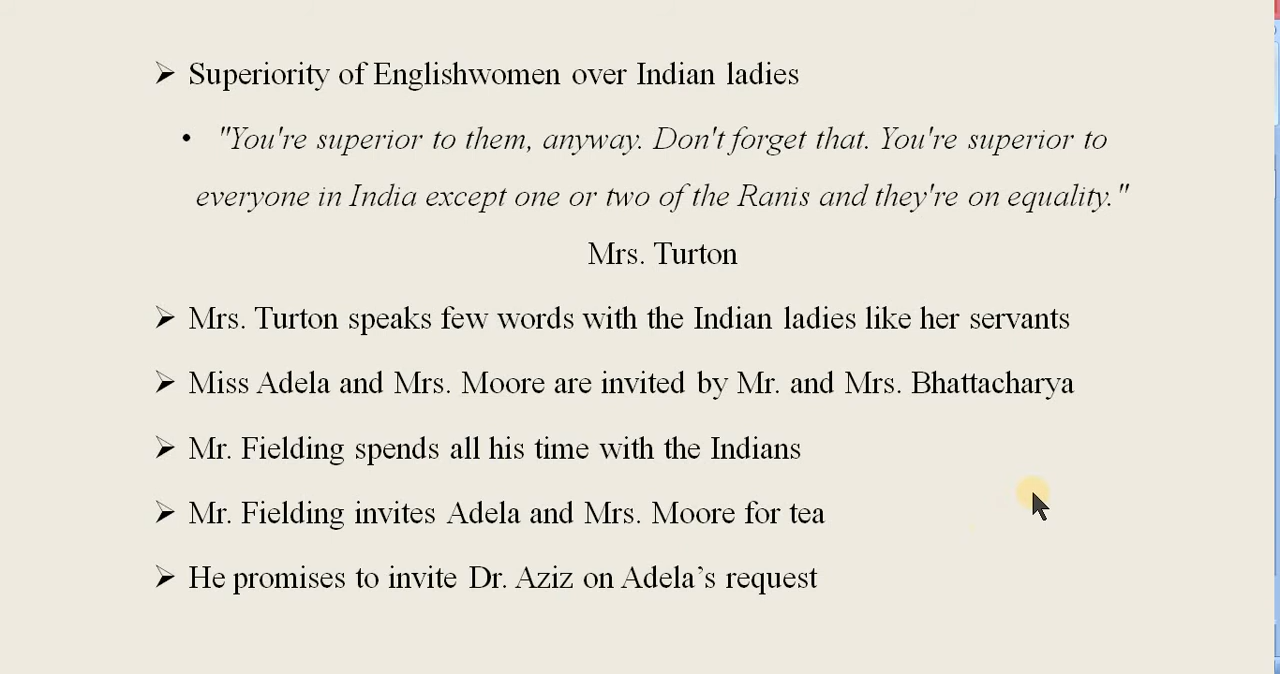 ➢ Superiority of Englishwomen over Indian ladies
• "You're superior to them, anyway. Don't forget that. You're superior to
everyone in India except one or two of the Ranis and they're on equality."
Mrs. Turton
➢ Mrs. Turton speaks few words with the Indian ladies like her servants
➢ Miss Adela and Mrs. Moore are invited by Mr. and Mrs. Bhattacharya
➢ Mr. Fielding spends all his time with the Indians
➢ Mr. Fielding invites Adela and Mrs. Moore for tea
➢ He promises to invite Dr. Aziz on Adela’s request